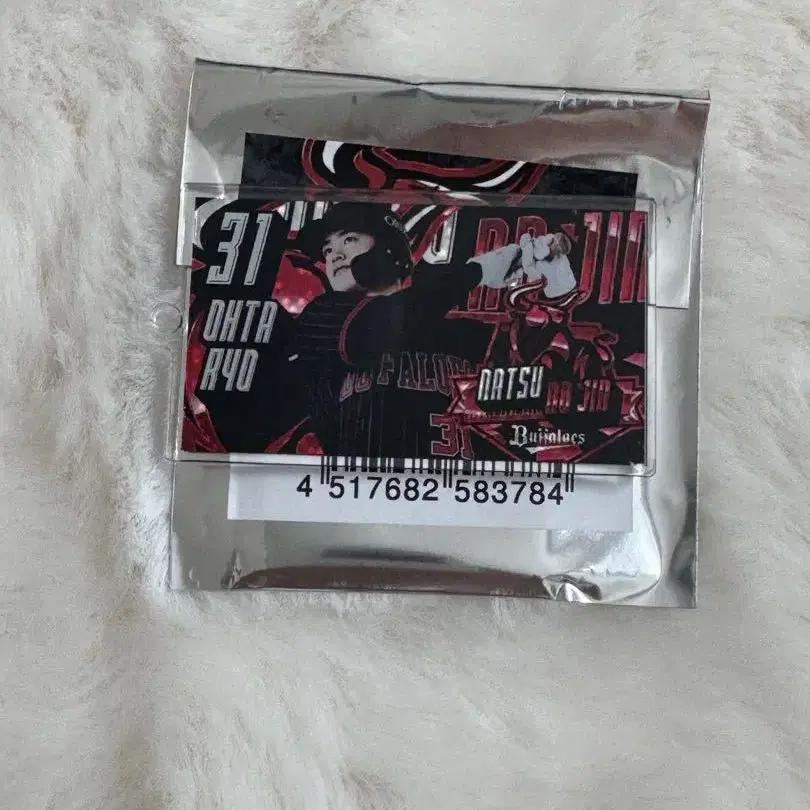 31
OHTA
RYO
BUFFALOES
31
NATSU
NO JIN
Buffaloes
4 517682 583784